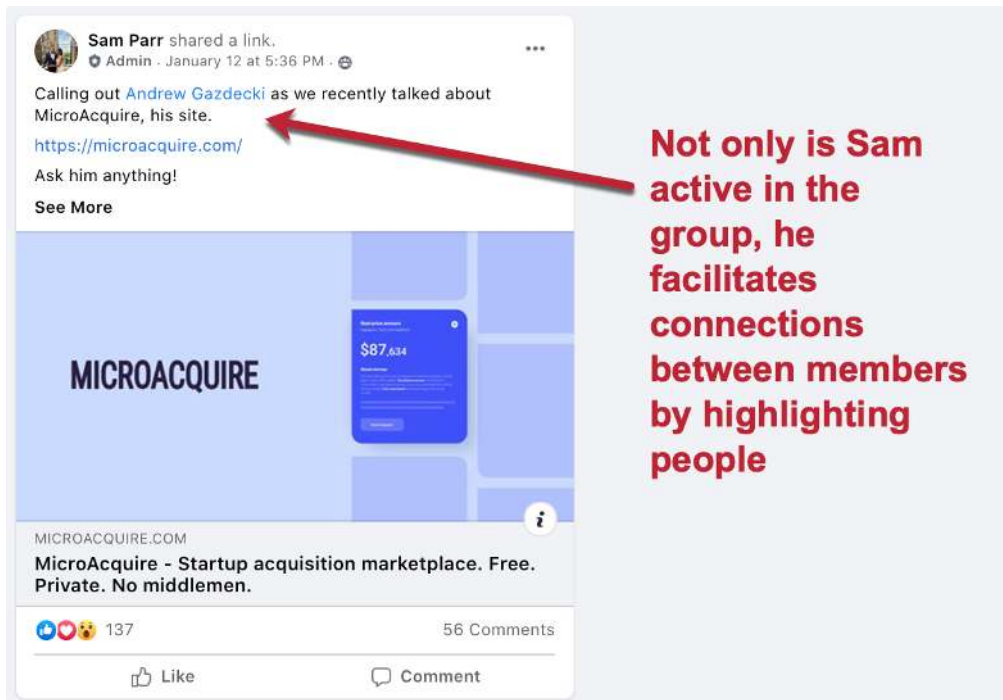 Sam Parr shared a link.
Admin · January 12 at 5:36 PM ·
Calling out Andrew Gazdecki as we recently talked about
MicroAcquire, his site.
https://microacquire.com/
Ask him anything!
See More
MICROACQUIRE
$87,634
MICROACQUIRE.COM
MicroAcquire - Startup acquisition marketplace. Free.
Private. No middlemen.
137
56 Comments
Like
Comment
Not only is Sam
active in the
group, he
facilitates
connections
between members
by highlighting
people